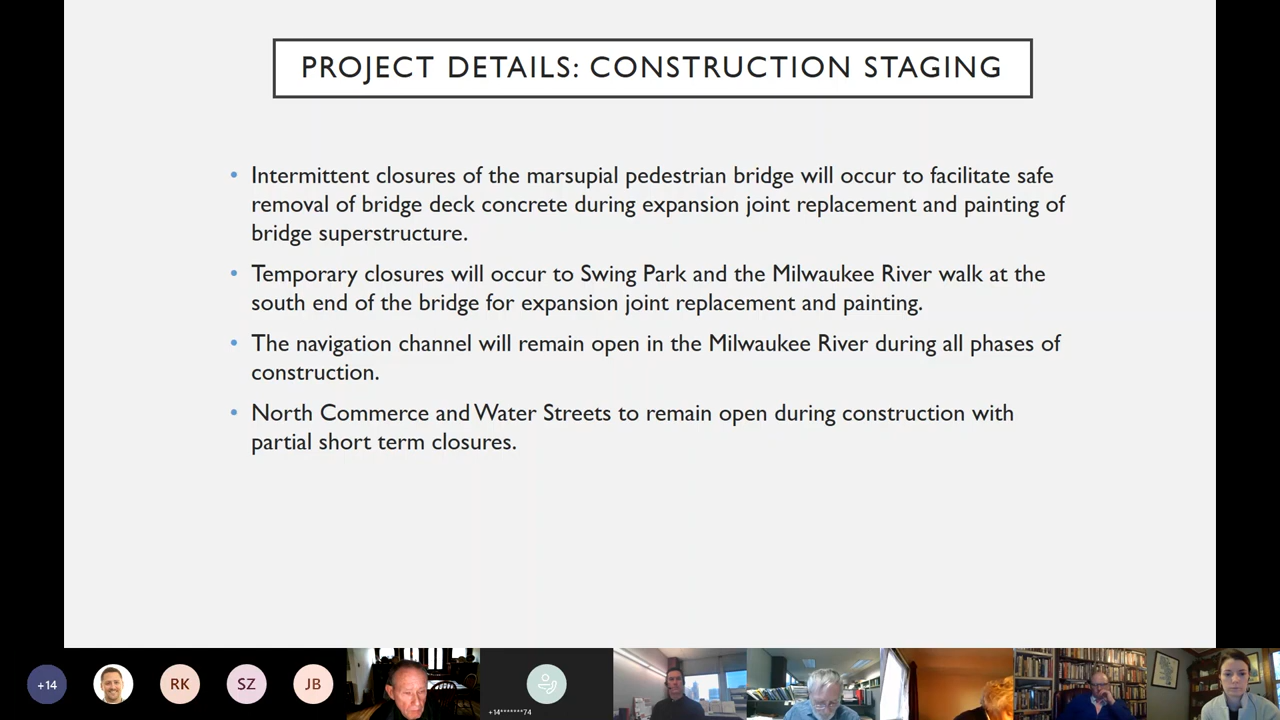 PROJECT DETAILS: CONSTRUCTION STAGING
• Intermittent closures of the marsupial pedestrian bridge will occur to facilitate safe
removal of bridge deck concrete during expansion joint replacement and painting of
bridge superstructure.
• Temporary closures will occur to Swing Park and the Milwaukee River walk at the
south end of the bridge for expansion joint replacement and painting.
• The navigation channel will remain open in the Milwaukee River during all phases of
construction.
• North Commerce and Water Streets to remain open during construction with
partial short term closures.
+14 RK SZ JB
+14*******74